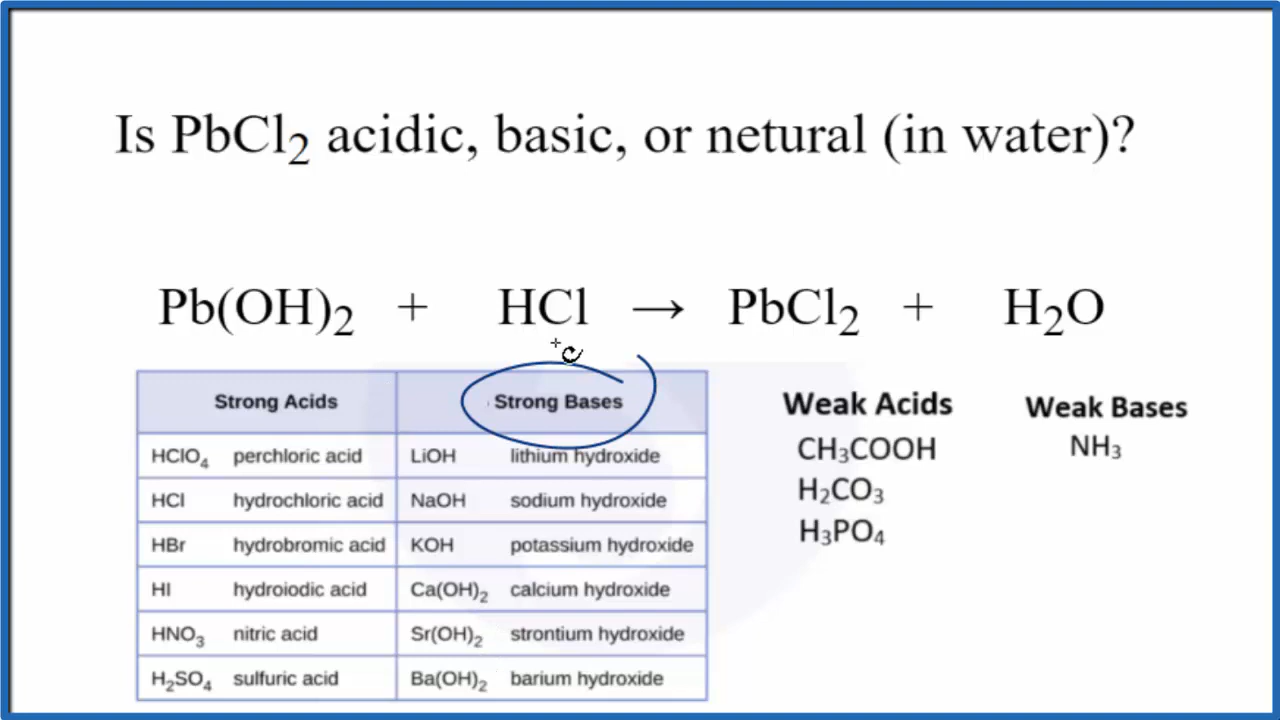 Is PbCl₂ acidic, basic, or netural (in water)?
Pb(OH)₂ + HCl → PbCl₂ + H₂O
Strong Acids Strong Bases
HClO₄ perchloric acid LiOH lithium hydroxide
HCl hydrochloric acid NaOH sodium hydroxide
HBr hydrobromic acid KOH potassium hydroxide
HI hydroiodic acid Ca(OH)₂ calcium hydroxide
HNO₃ nitric acid Sr(OH)₂ strontium hydroxide
H₂SO₄ sulfuric acid Ba(OH)₂ barium hydroxide
Weak Acids
CH₃COOH
H₂CO₃
H₃PO₄
Weak Bases
NH₃